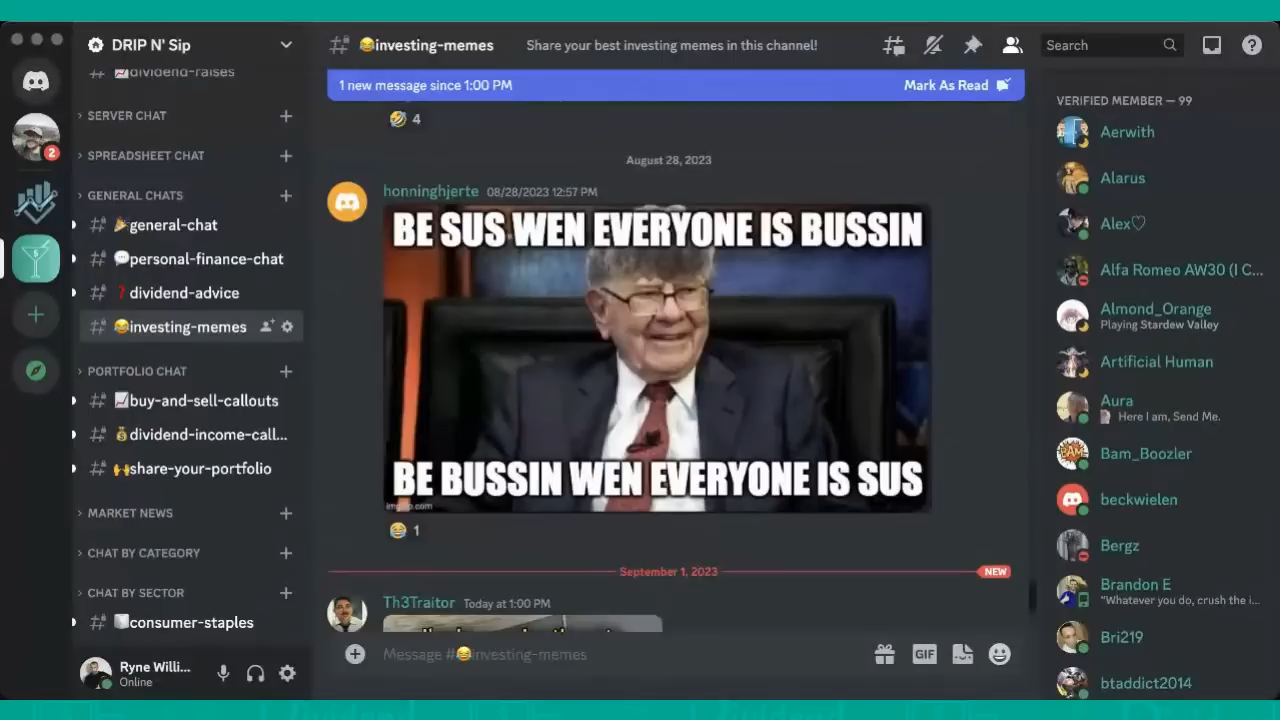 DRIP N' Sip
dividend-raises
SERVER CHAT
SPREADSHEET CHAT
GENERAL CHATS
general-chat
personal-finance-chat
dividend-advice
investing-memes
PORTFOLIO CHAT
buy-and-sell-callouts
dividend-income-call...
share-your-portfolio
MARKET NEWS
CHAT BY CATEGORY
CHAT BY SECTOR
consumer-staples
Ryne Willi...
Online
2
investing-memes Share your best investing memes in this channel!
Search
1 new message since 1:00 PM Mark As Read
4
August 28, 2023
honninghjerte 08/28/2023 12:57 PM
BE SUS WEN EVERYONE IS BUSSIN
BE BUSSIN WEN EVERYONE IS SUS
imgflip.com
1
September 1, 2023 NEW
Th3Traitor Today at 1:00 PM
Message #😂investing-memes
GIF
VERIFIED MEMBER — 99
Aerwith
Alarus
Alex♡
Alfa Romeo AW30 (I C...
Almond_Orange
Playing Stardew Valley
Artificial Human
Aura
Here I am, Send Me.
Bam_Boozler
BAM
beckwielen
Bergz
Brandon E
"Whatever you do, crush the i...
Bri219
btaddict2014